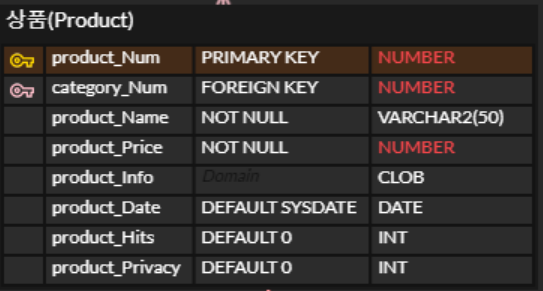 상품(Product)
product_Num PRIMARY KEY NUMBER
category_Num FOREIGN KEY NUMBER
product_Name NOT NULL VARCHAR2(50)
product_Price NOT NULL NUMBER
product_Info Domain CLOB
product_Date DEFAULT SYSDATE DATE
product_Hits DEFAULT 0 INT
product_Privacy DEFAULT 0 INT